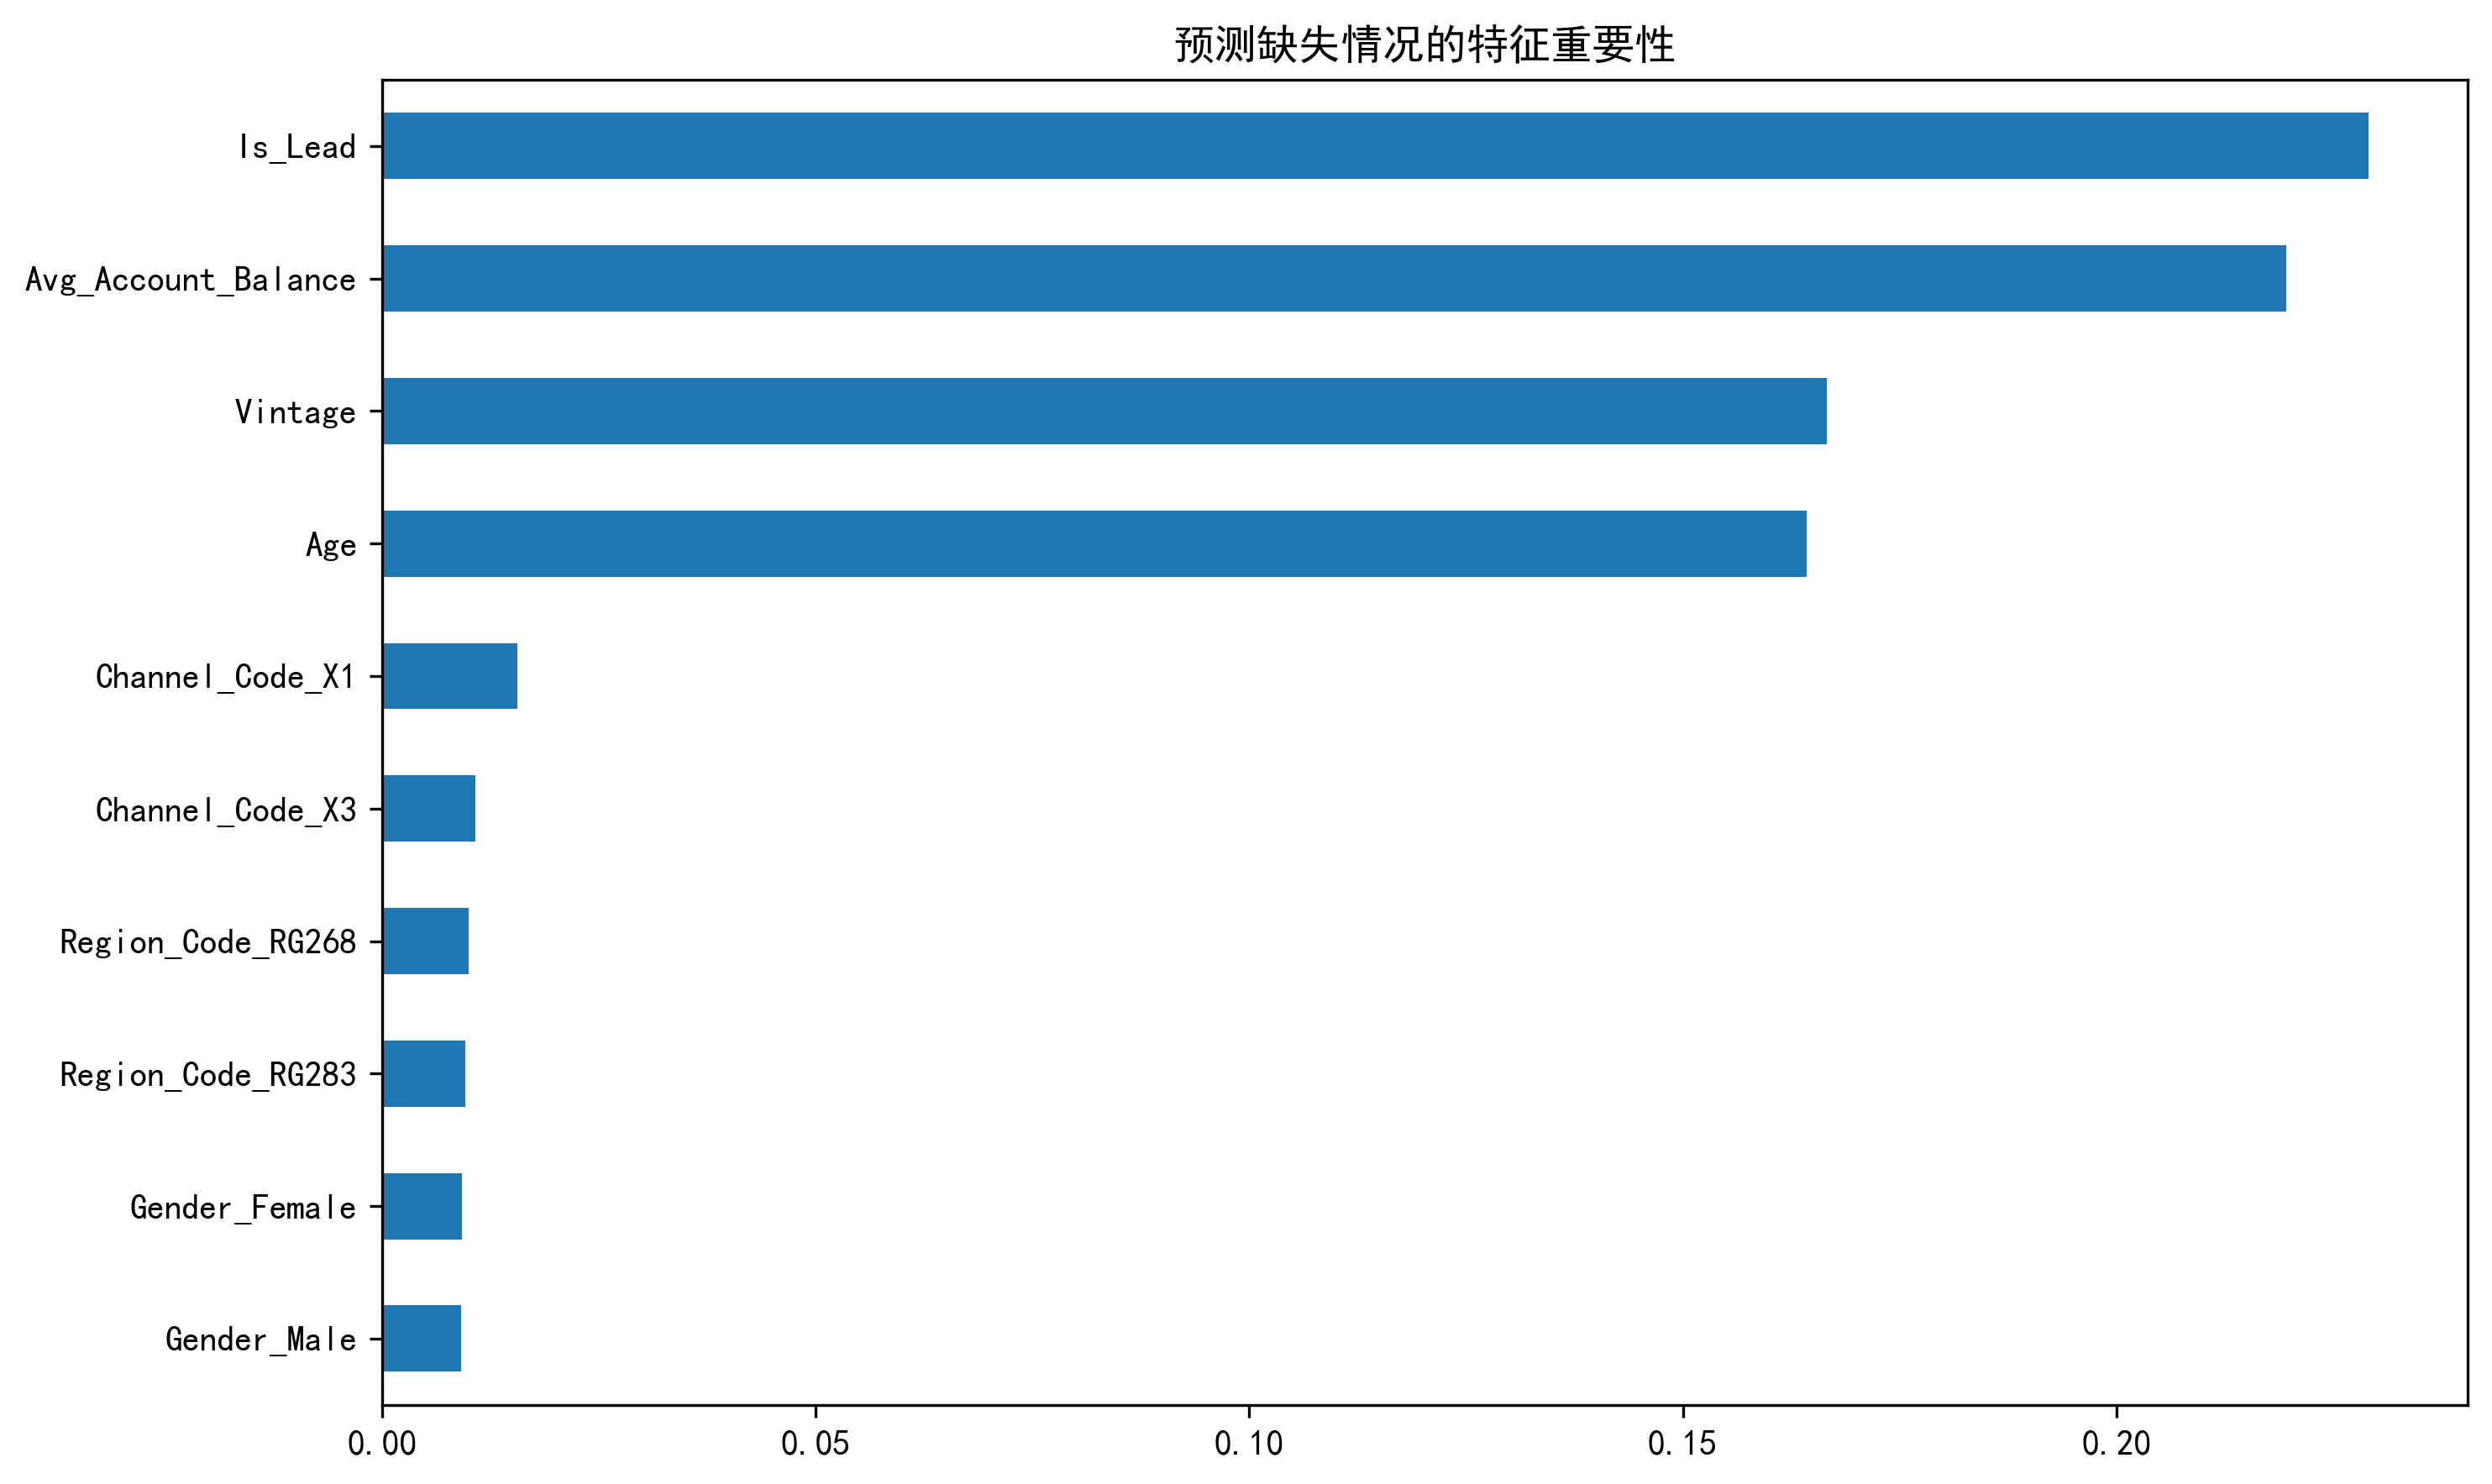 预测缺失情况的特征重要性
Is_Lead
Avg_Account_Balance
Vintage
Age
Channel_Code_X1
Channel_Code_X3
Region_Code_RG268
Region_Code_RG283
Gender_Female
Gender_Male
0.00 0.05 0.10 0.15 0.20